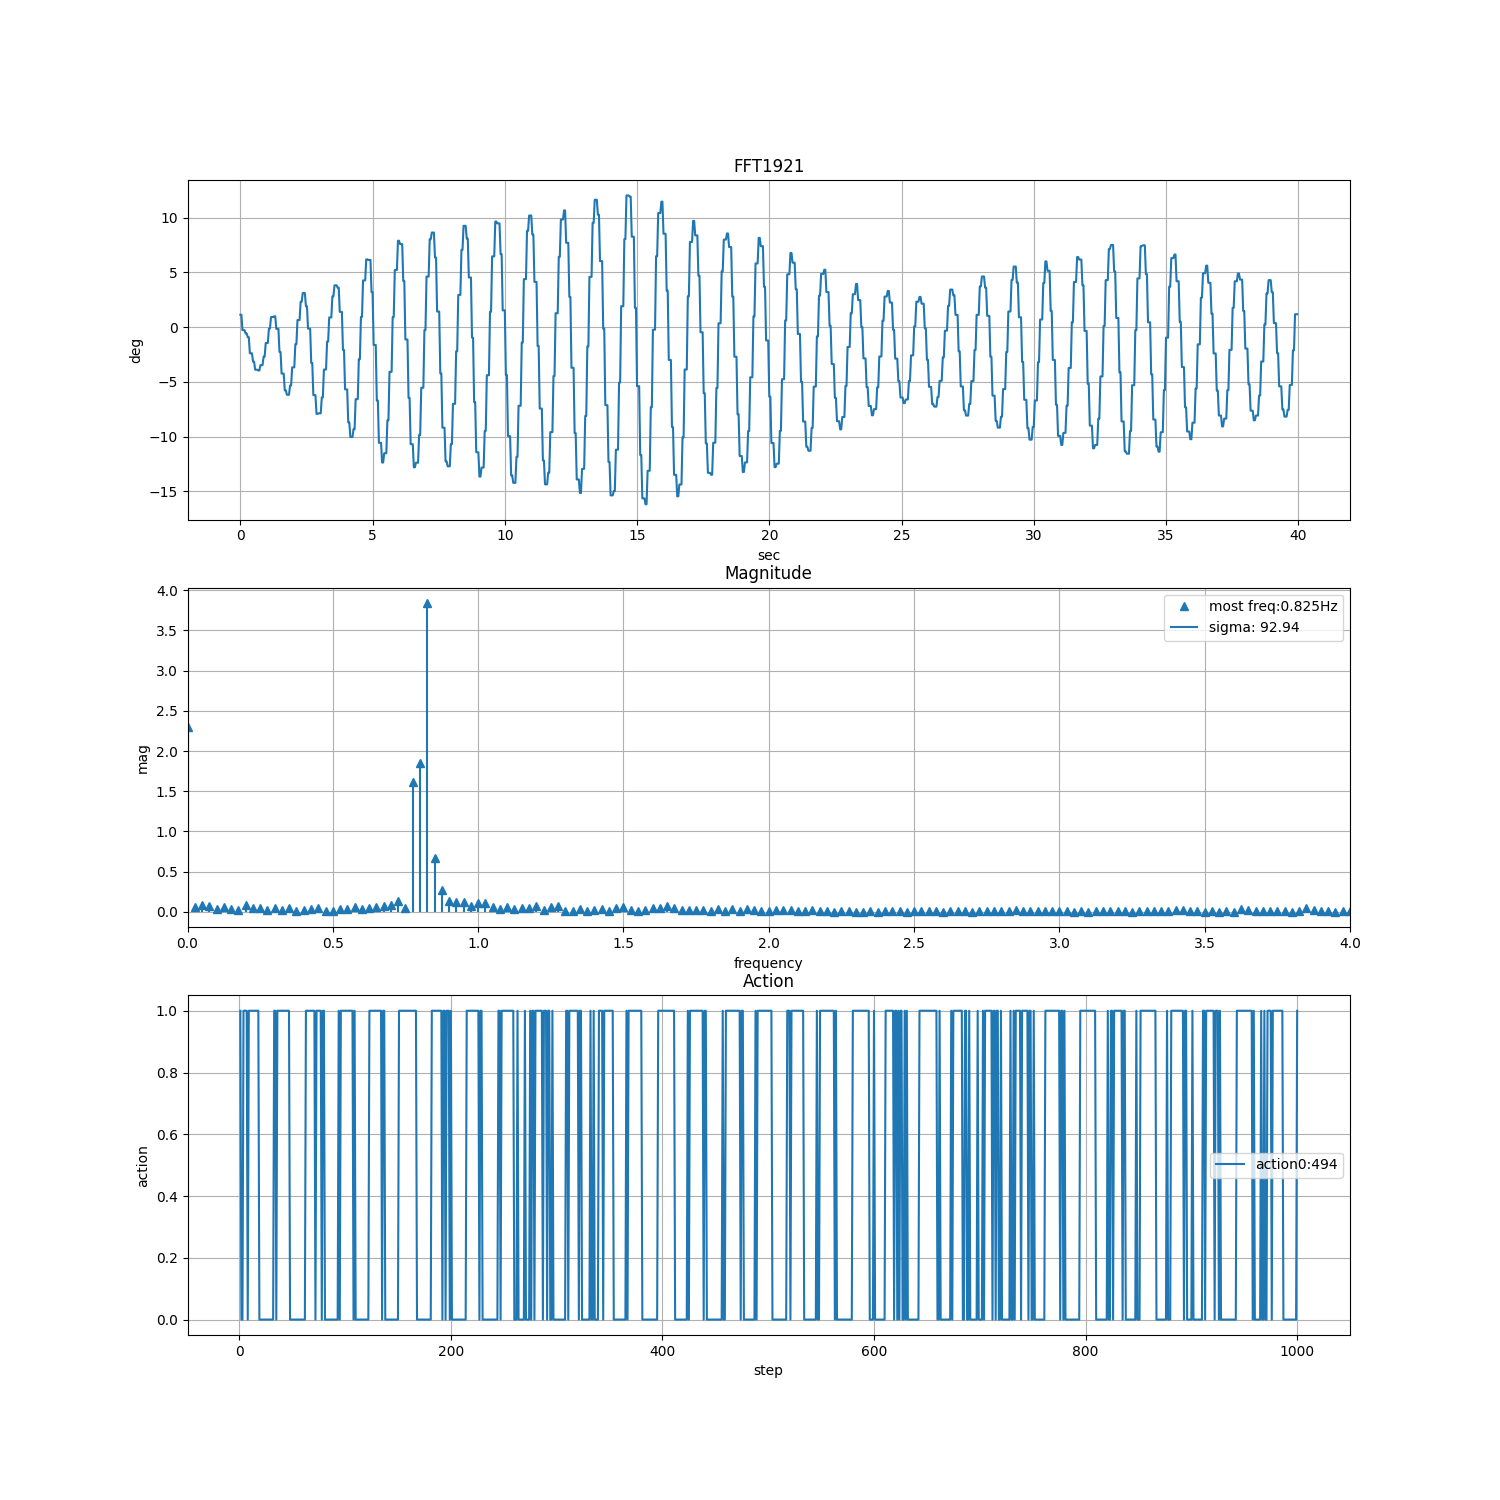 FFT1921
10
5
0
−5
−10
−15
deg
0 5 10 15 20 25 30 35 40
sec
Magnitude
4.0
3.5
3.0
2.5
2.0
1.5
1.0
0.5
0.0
mag
most freq:0.825Hz
sigma: 92.94
0.0 0.5 1.0 1.5 2.0 2.5 3.0 3.5 4.0
frequency
Action
1.0
0.8
0.6
0.4
0.2
0.0
action
action0:494
0 200 400 600 800 1000
step